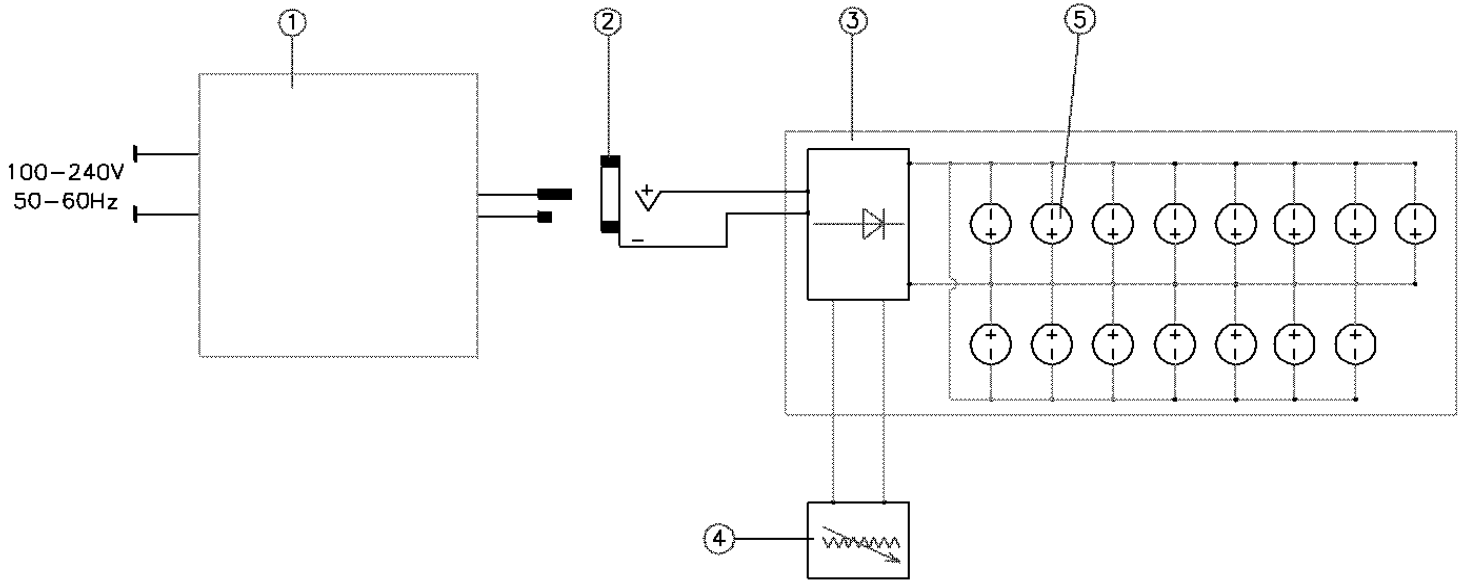 1
2
3
5
100-240V
50-60Hz
+
-
- - - - - - - -
+ + + + + + + +
+ + + + + + +
- - - - - - -
4